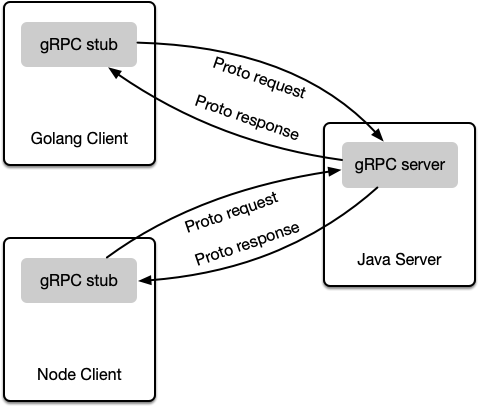 gRPC stub
Golang Client
Proto request
Proto response
gRPC server
Java Server
Proto request
Proto response
gRPC stub
Node Client